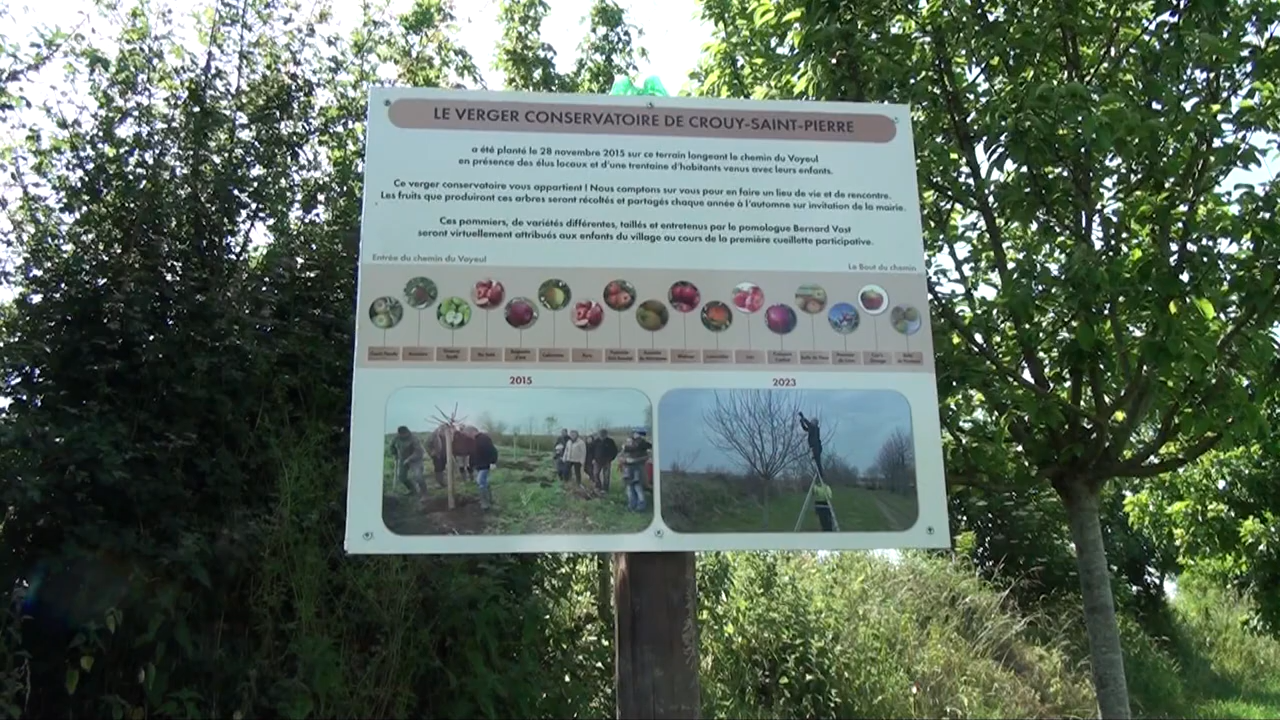 LE VERGER CONSERVATOIRE DE CROUY-SAINT-PIERRE
a été planté le 28 novembre 2015 sur ce terrain longeant le chemin du Voyeul
en présence des élus locaux et d'une trentaine d'habitants venus avec leurs enfants.
Ce verger conservatoire vous appartient ! Nous comptons sur vous pour en faire un lieu de vie et de rencontre.
Les fruits que produiront ces arbres seront récoltés et partagés chaque année à l'automne sur invitation de la mairie.
Ces pommiers, de variétés différentes, taillés et entretenus par le pomologue Bernard Vast
seront virtuellement attribués aux enfants du village au cours de la première cueillette participative.
Entrée du chemin du Voyeul
Le Bout du chemin
2015
2023